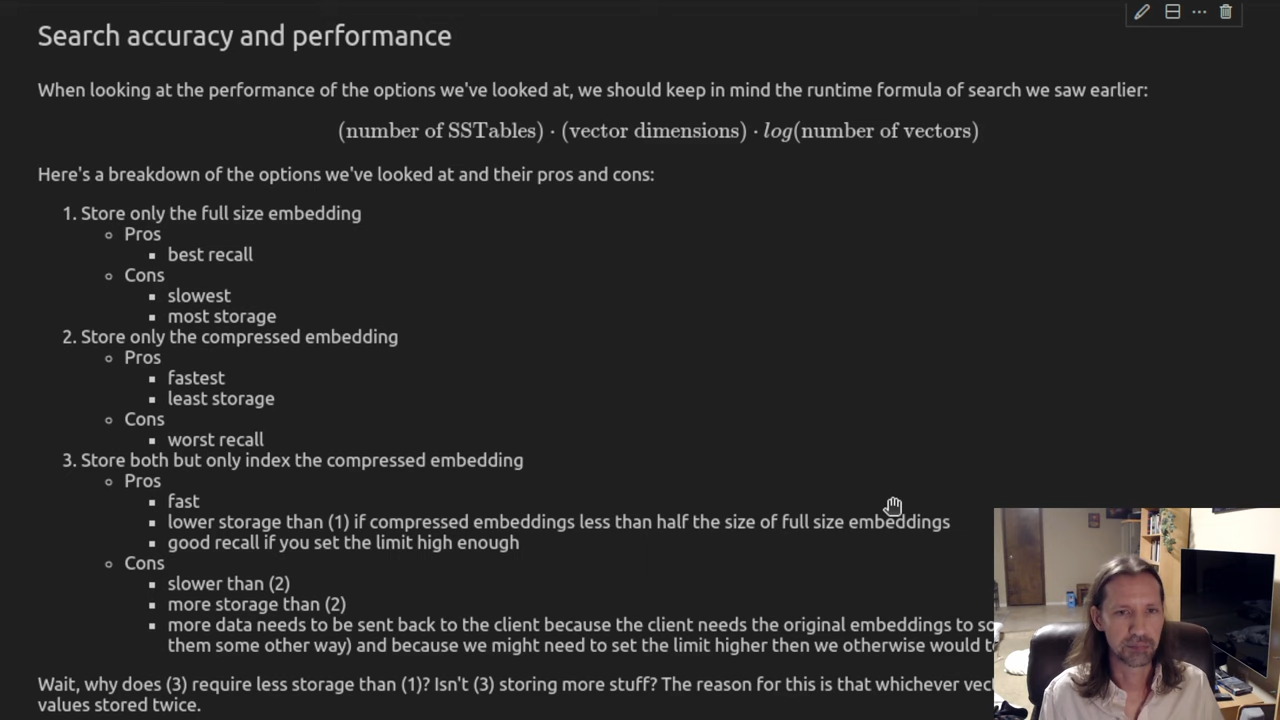 Search accuracy and performance
When looking at the performance of the options we've looked at, we should keep in mind the runtime formula of search we saw earlier:
(number of SSTables) · (vector dimensions) · log(number of vectors)
Here's a breakdown of the options we've looked at and their pros and cons:
1. Store only the full size embedding
Pros
best recall
Cons
slowest
most storage
2. Store only the compressed embedding
Pros
fastest
least storage
Cons
worst recall
3. Store both but only index the compressed embedding
Pros
fast
lower storage than (1) if compressed embeddings less than half the size of full size embeddings
good recall if you set the limit high enough
Cons
slower than (2)
more storage than (2)
more data needs to be sent back to the client because the client needs the original embeddings to
them some other way) and because we might need to set the limit higher then we otherwise would
Wait, why does (3) require less storage than (1)? Isn't (3) storing more stuff? The reason for this is that whichever
values stored twice.